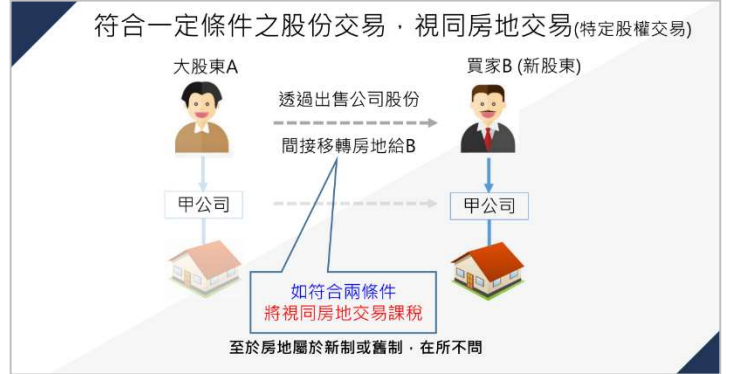 符合一定條件之股份交易，視同房地交易(特定股權交易)
大股東A
買家B (新股東)
透過出售公司股份
間接移轉房地給B
甲公司
甲公司
如符合兩條件
將視同房地交易課稅
至於房地屬於新制或舊制，在所不問